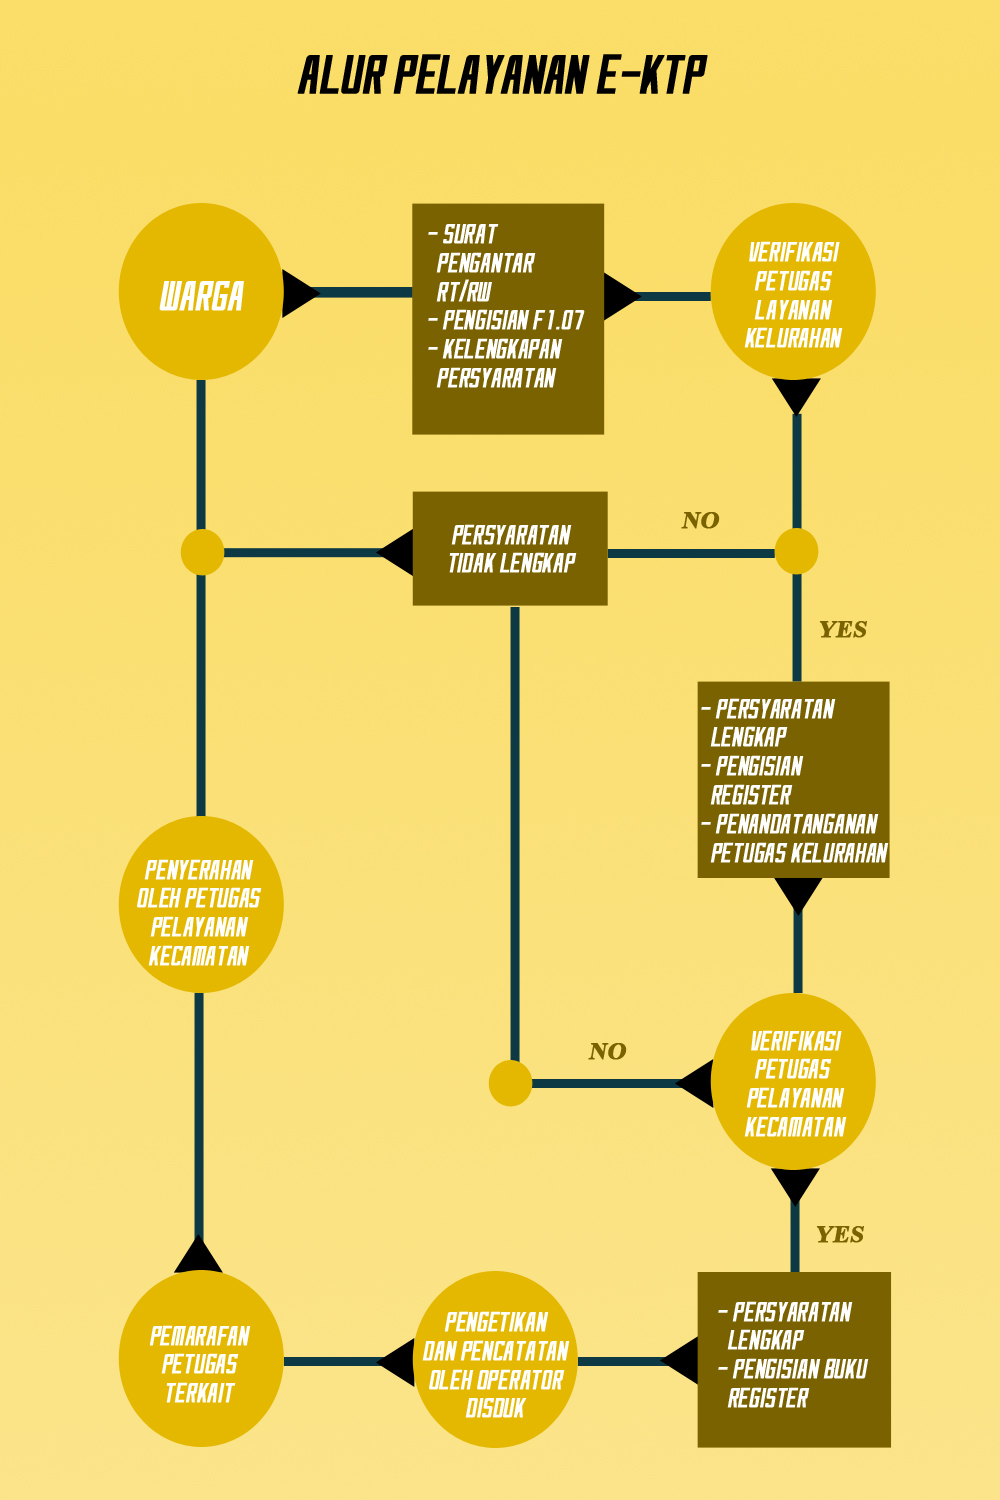 ALUR PELAYANAN E-KTP
WARGA
- SURAT
PENGANTAR
RT/RW
- PENGISIAN F1.07
- KELENGKAPAN
PERSYARATAN
VERIFIKASI
PETUGAS
LAYANAN
KELURAHAN
PERSYARATAN
TIDAK LENGKAP
NO
YES
- PERSYARATAN
LENGKAP
- PENGISIAN
REGISTER
- PENANDATANGANAN
PETUGAS KELURAHAN
PENYERAHAN
OLEH PETUGAS
PELAYANAN
KECAMATAN
NO
VERIFIKASI
PETUGAS
PELAYANAN
KECAMATAN
YES
PEMARAFAN
PETUGAS
TERKAIT
PENGETIKAN
DAN PENCATATAN
OLEH OPERATOR
DISDUK
- PERSYARATAN
LENGKAP
- PENGISIAN BUKU
REGISTER